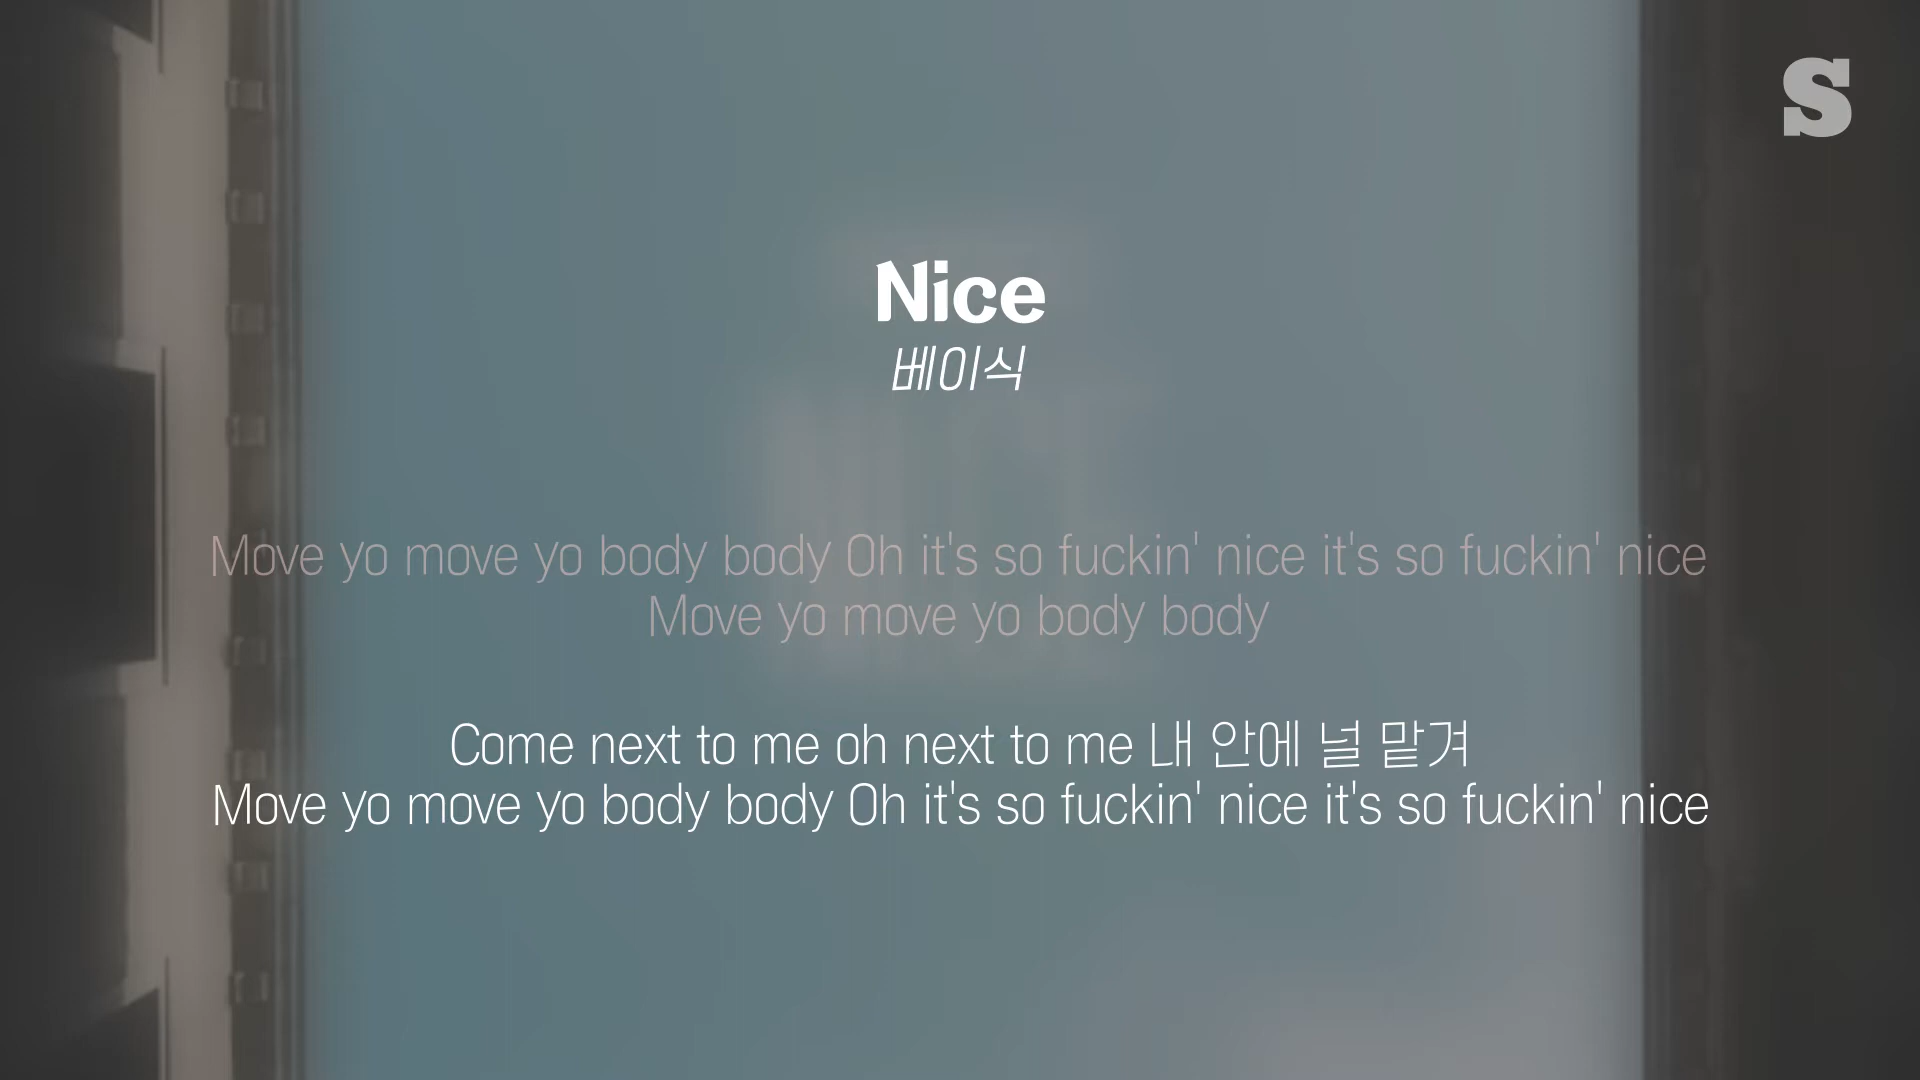 S
Nice
베이식
Move yo move yo body body Oh it's so fuckin' nice it's so fuckin' nice
Move yo move yo body body
Come next to me oh next to me 내 안에 널 맡겨
Move yo move yo body body Oh it's so fuckin' nice it's so fuckin' nice